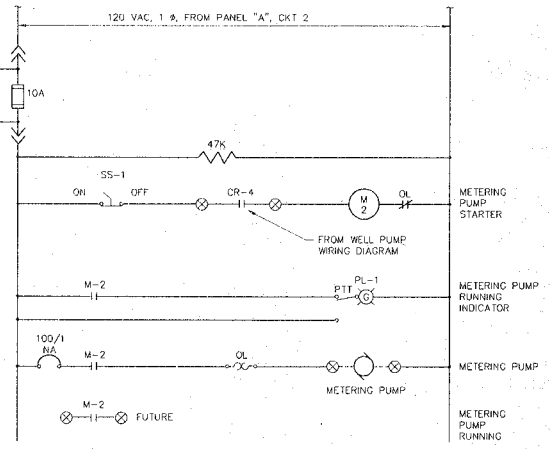 120 VAC, 1 ø, FROM PANEL "A", CKT 2
10A
47K
SS-1
ON
OFF
CR-4
M
2
OL
METERING
PUMP
STARTER
FROM WELL PUMP
WIRING DIAGRAM
M-2
PTT
PL-1
G
METERING PUMP
RUNNING
INDICATOR
100/1
NA
M-2
OL
METERING PUMP
METERING PUMP
M-2
FUTURE
METERING
PUMP
RUNNING